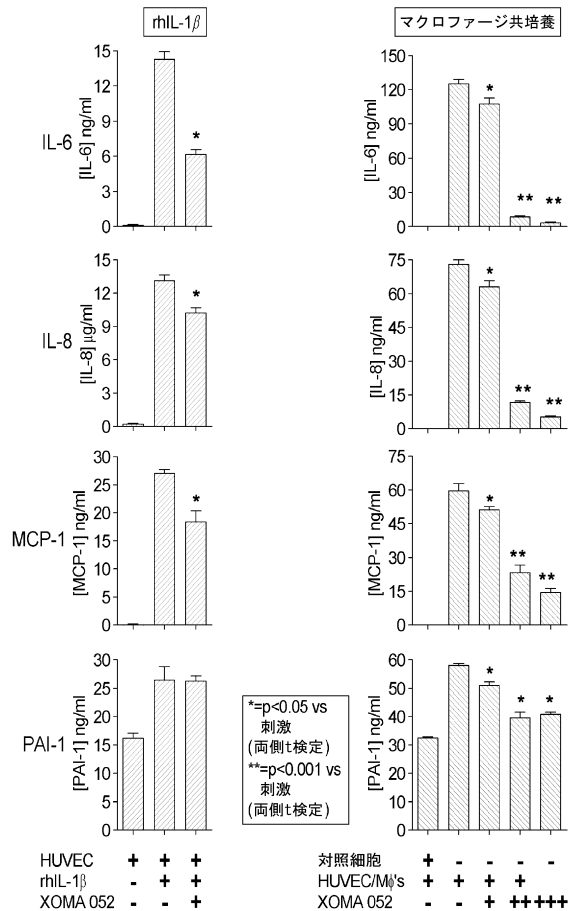 rhIL-1β
マクロファージ共培養
IL-6
[IL-6] ng/ml
15
12
9
6
3
0
*
[IL-6] ng/ml
150
120
90
60
30
0
*
**
**
IL-8
[IL-8] μg/ml
15
12
9
6
3
0
*
[IL-8] ng/ml
75
60
45
30
15
0
*
**
**
MCP-1
[MCP-1] ng/ml
30
25
20
15
10
5
0
*
[MCP-1] ng/ml
75
60
45
30
15
0
*
**
**
PAI-1
[PAI-1] ng/ml
30
25
20
15
10
5
0
*=p<0.05 vs
刺激
(両側t検定)
**=p<0.001 vs
刺激
(両側t検定)
[PAI-1] ng/ml
60
50
40
30
20
10
0
*
*
*
HUVEC + + +
rhIL-1β - + +
XOMA 052 - - +
対照細胞 + - - - -
HUVEC/Mϕ's + + + +
XOMA 052 - - + ++ +++